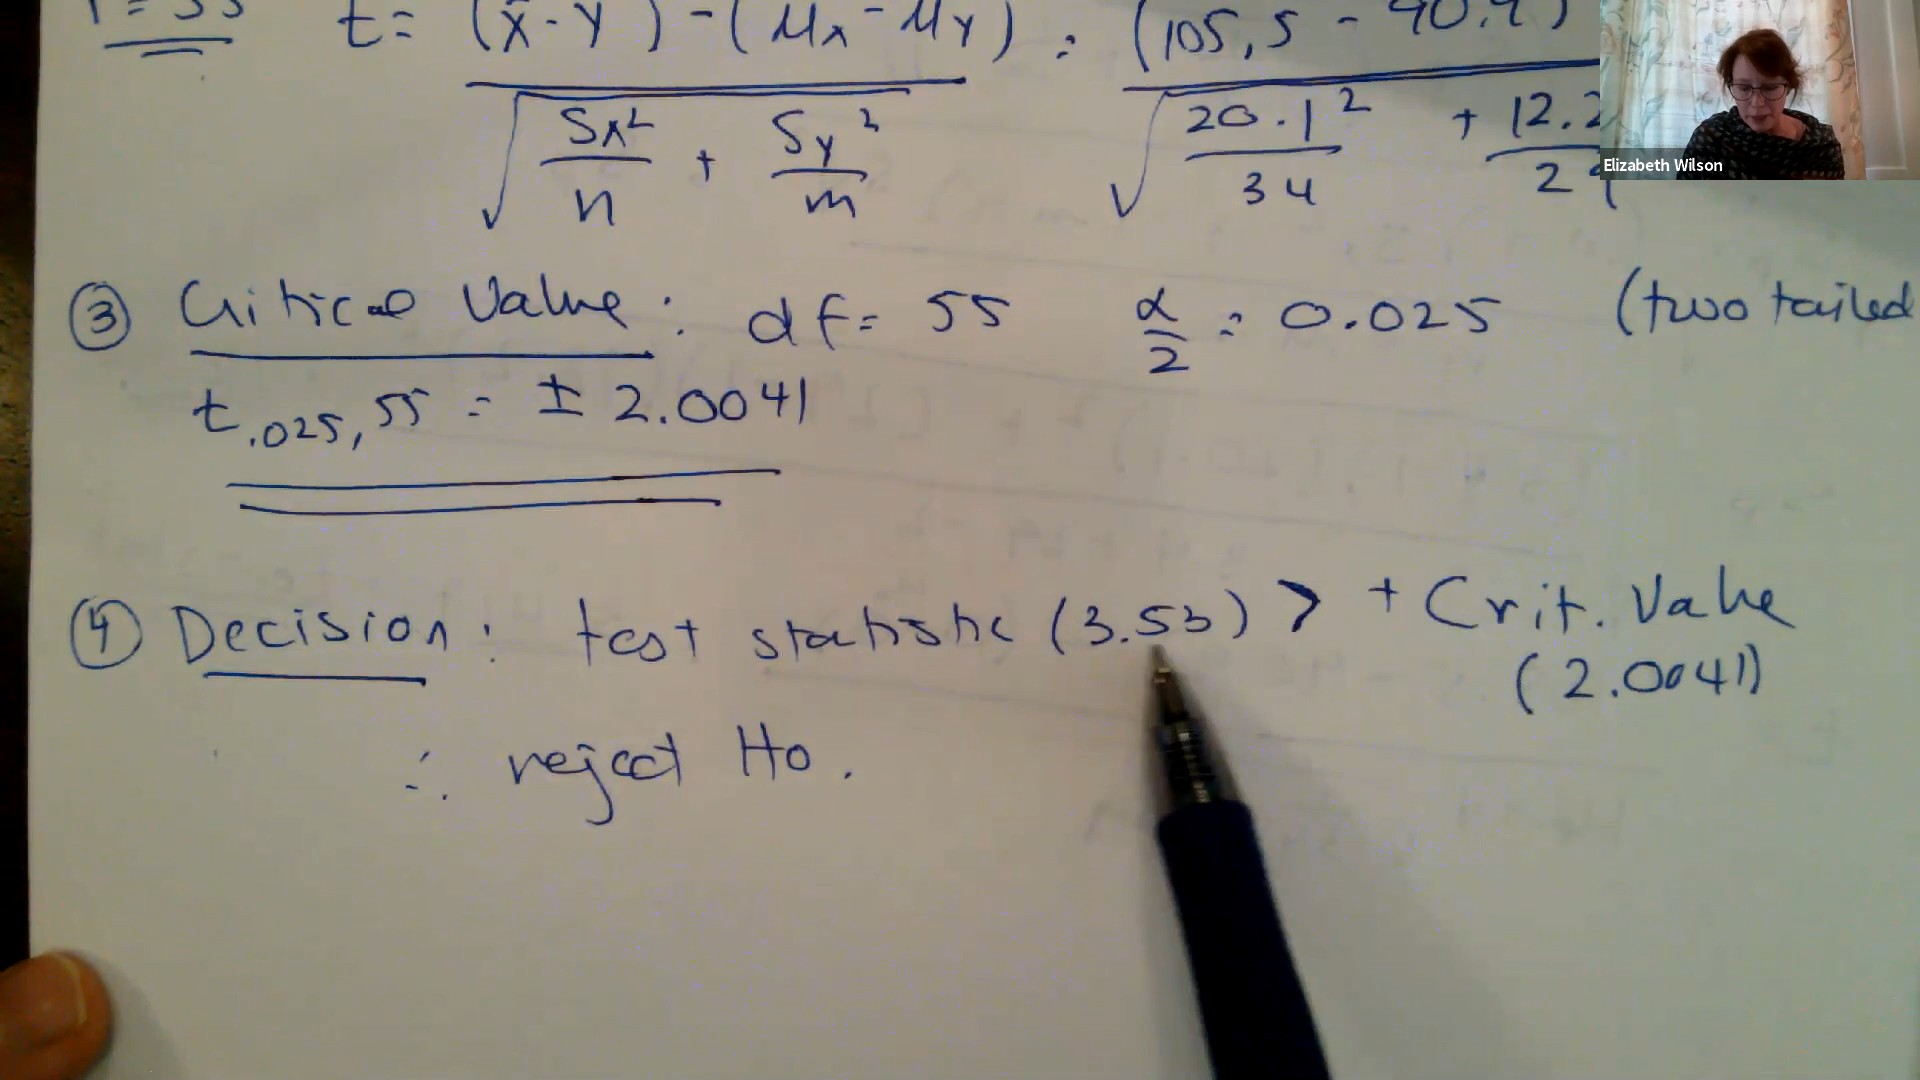 t = (x̄ - y) - (μx - μy) = (105.5 - 90.9)
√ Sx²/n + Sy²/m √ 20.1²/34 + 12.2/29
Elizabeth Wilson
③ Critical Value: df = 55 α/2 = 0.025 (two tailed
t.025, 55 = ± 2.0041
④ Decision: test statistic (3.53) > + Crit. Value
(2.0041)
∴ reject Ho.